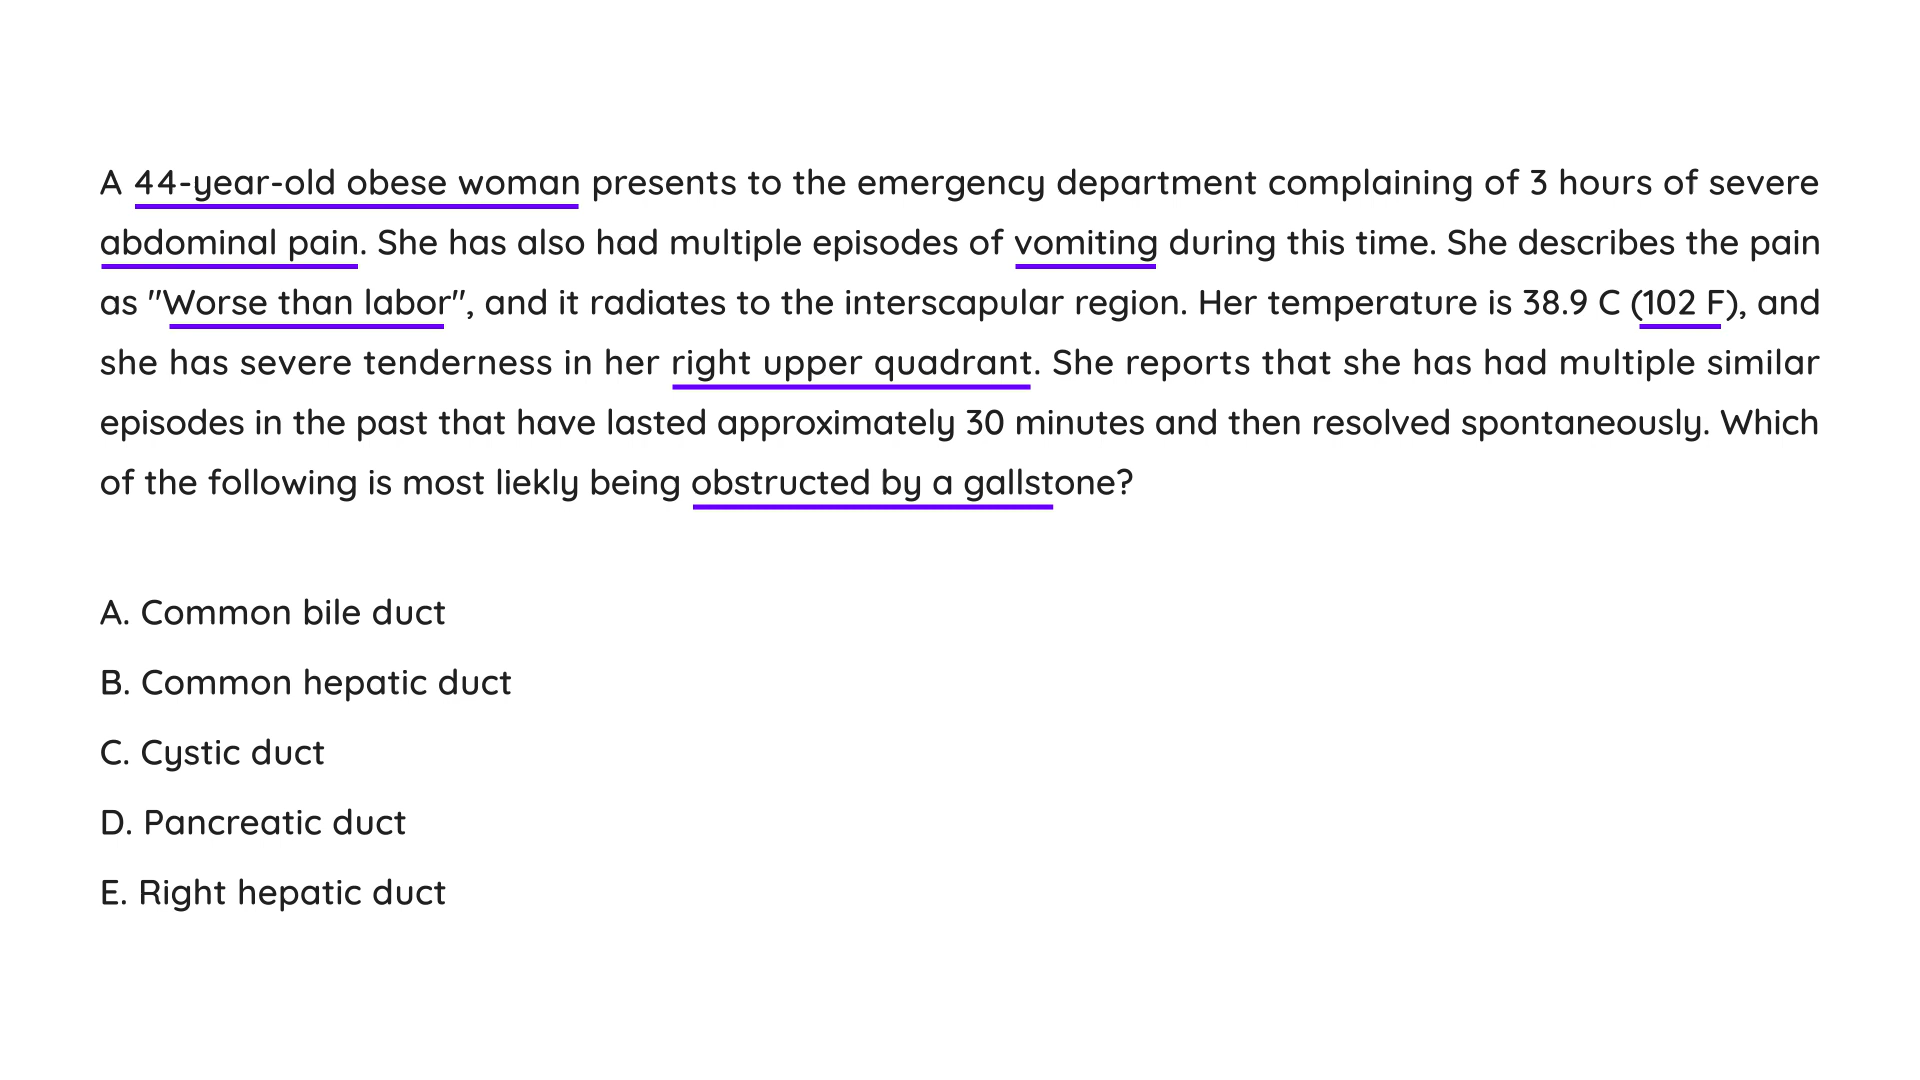 A 44-year-old obese woman presents to the emergency department complaining of 3 hours of severe
abdominal pain. She has also had multiple episodes of vomiting during this time. She describes the pain
as "Worse than labor", and it radiates to the interscapular region. Her temperature is 38.9 C (102 F), and
she has severe tenderness in her right upper quadrant. She reports that she has had multiple similar
episodes in the past that have lasted approximately 30 minutes and then resolved spontaneously. Which
of the following is most liekly being obstructed by a gallstone?
A. Common bile duct
B. Common hepatic duct
C. Cystic duct
D. Pancreatic duct
E. Right hepatic duct